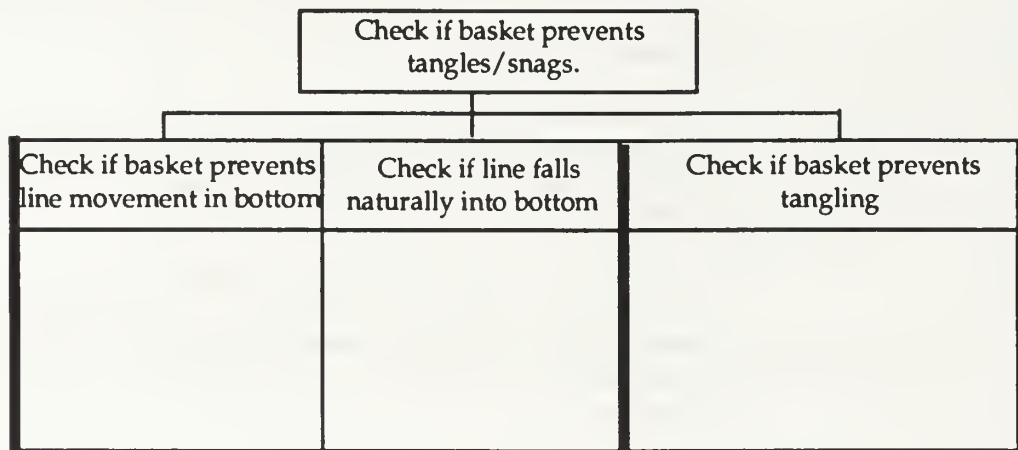 Check if basket prevents
tangles/snags.
Check if basket prevents
line movement in bottom
Check if line falls
naturally into bottom
Check if basket prevents
tangling